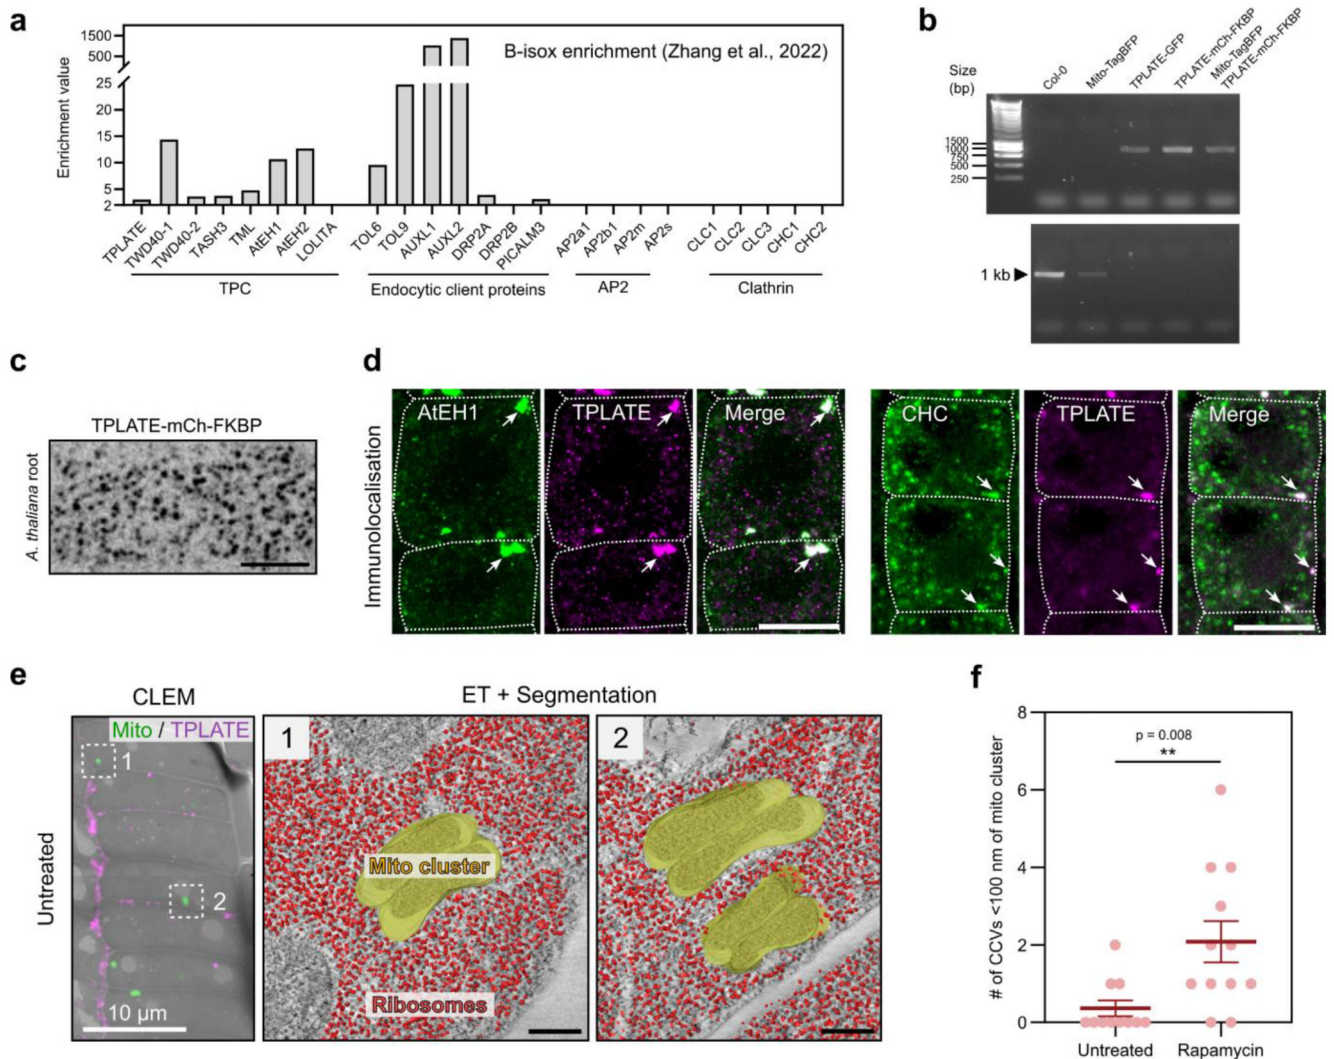 a
B-isox enrichment (Zhang et al., 2022)
Enrichment value
1500
500
25
20
15
10
5
2
TPLATE
TWD40-1
TWD40-2
TASH3
TML
AtEH1
AtEH2
LOLITA
TOL6
TOL9
AUXL1
AUXL2
DRP2A
DRP2B
PICALM3
AP2a1
AP2b1
AP2m
AP2s
CLC1
CLC2
CLC3
CHC1
CHC2
TPC
Endocytic client proteins
AP2
Clathrin
b
Size
(bp)
Col-0
Mito-TagBFP
TPLATE-GFP
TPLATE-mCh-FKBP
Mito-TagBFP
TPLATE-mCh-FKBP
1500
1000
750
500
250
1 kb
c
TPLATE-mCh-FKBP
A. thaliana root
d
Immunolocalisation
AtEH1
TPLATE
Merge
CHC
TPLATE
Merge
e
CLEM
ET + Segmentation
Untreated
Mito / TPLATE
1
2
10 µm
1
Mito cluster
Ribosomes
2
f
# of CCVs <100 nm of mito cluster
8
6
4
2
0
p = 0.008
**
Untreated
Rapamycin